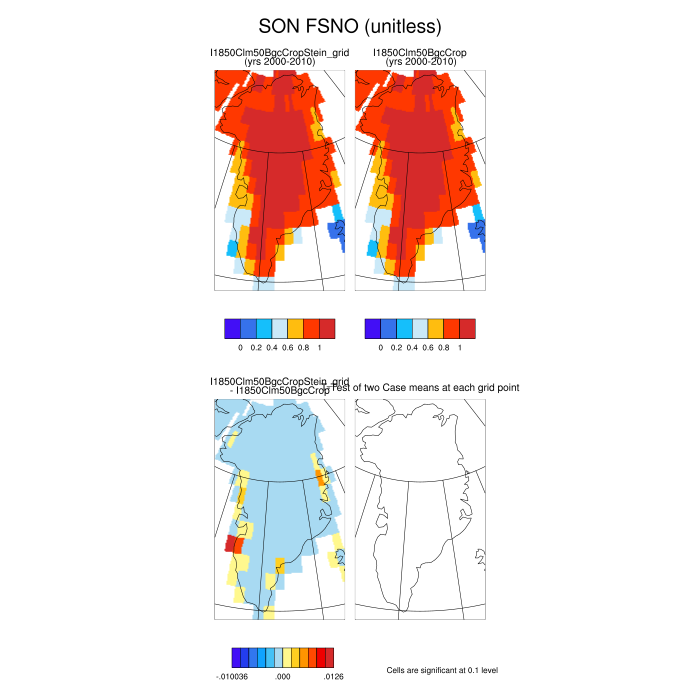 SON FSNO (unitless)
I1850Clm50BgcCropStein_grid
(yrs 2000-2010)
I1850Clm50BgcCrop
(yrs 2000-2010)
0 0.2 0.4 0.6 0.8 1
0 0.2 0.4 0.6 0.8 1
I1850Clm50BgcCropStein_grid
- I1850Clm50BgcCrop
T-Test of two Case means at each grid point
-.010036 .000 .0126
Cells are significant at 0.1 level